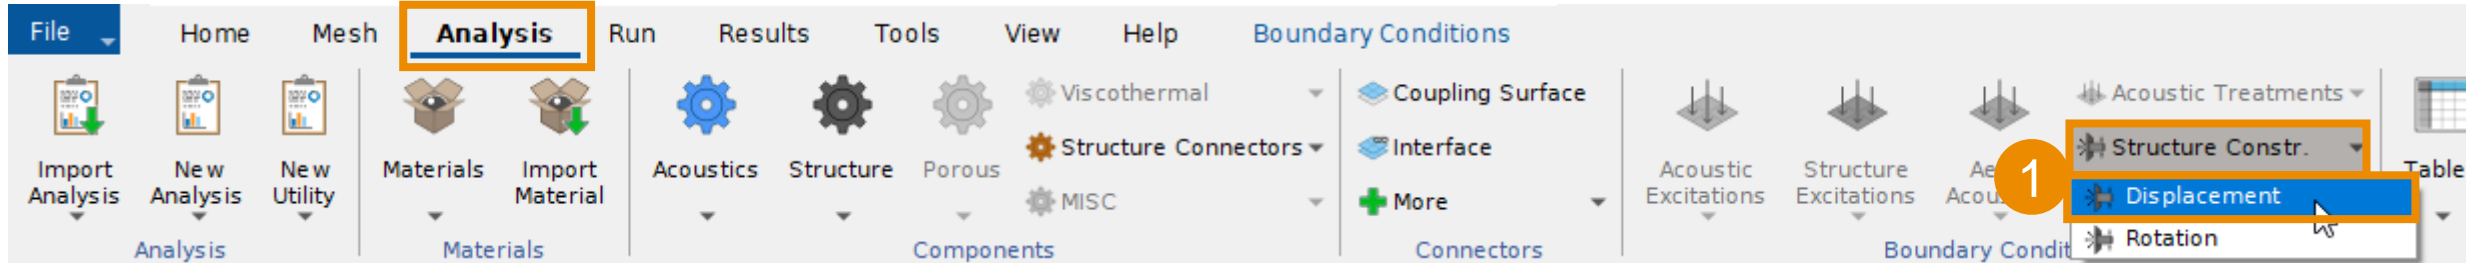 File Home Mesh Analysis Run Results Tools View Help Boundary Conditions
Import Analysis
New Analysis
New Utility
Analysis
Materials
Import Material
Materials
Acoustics
Structure
Porous
Viscothermal
Structure Connectors
MISC
Components
Coupling Surface
Interface
More
Connectors
Acoustic Excitations
Structure Excitations
Acoustic Treatments
Structure Constr.
1
Displacement
Rotation
Boundary
Table